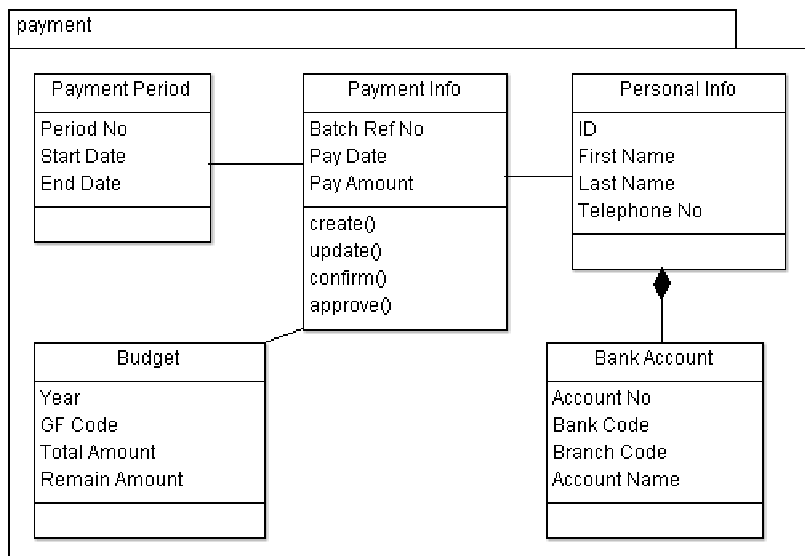 payment
Payment Period
Period No
Start Date
End Date
Payment Info
Batch Ref No
Pay Date
Pay Amount
create()
update()
confirm()
approve()
Personal Info
ID
First Name
Last Name
Telephone No
Budget
Year
GF Code
Total Amount
Remain Amount
Bank Account
Account No
Bank Code
Branch Code
Account Name